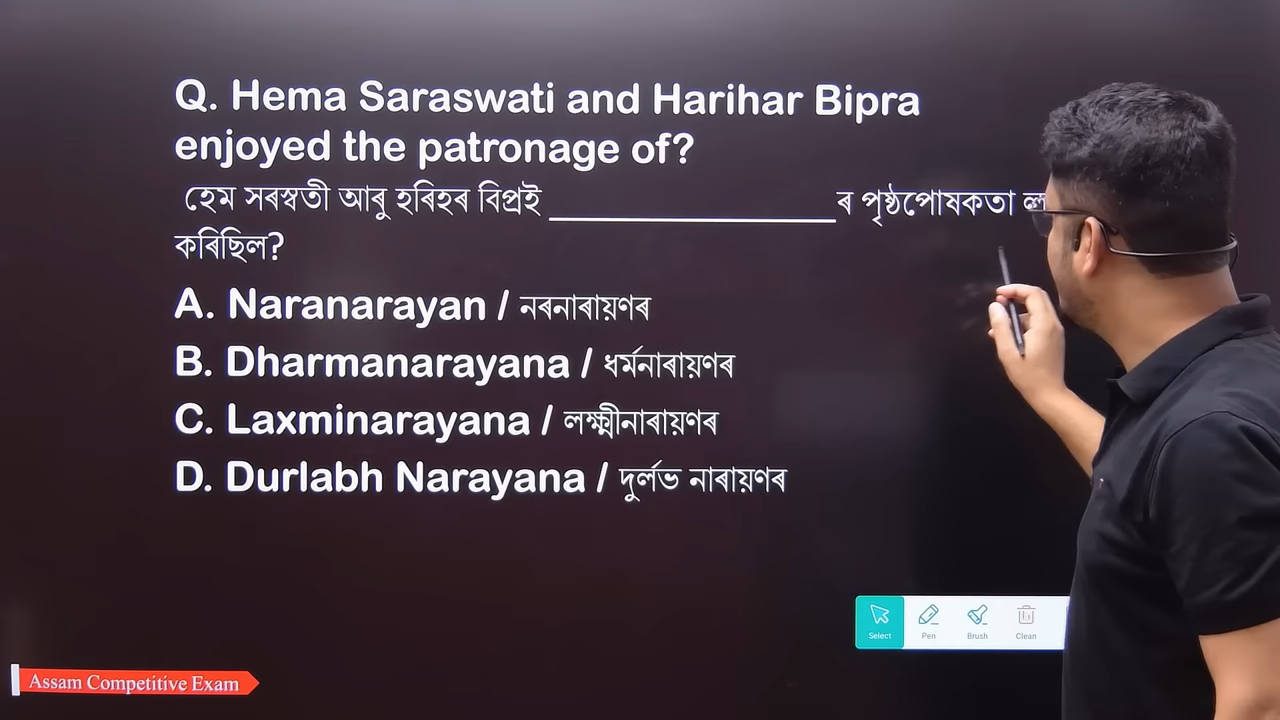 Q. Hema Saraswati and Harihar Bipra
enjoyed the patronage of?
হেম সৰস্বতী আৰু হৰিহৰ বিপ্ৰই ____________ৰ পৃষ্ঠপোষকতা
কৰিছিল?
A. Naranarayan / নৰনাৰায়ণৰ
B. Dharmanarayana / ধৰ্মনাৰায়ণৰ
C. Laxminarayana / লক্ষ্মীনাৰায়ণৰ
D. Durlabh Narayana / দুৰ্লভ নাৰায়ণৰ
Select Pen Brush Clean
Assam Competitive Exam